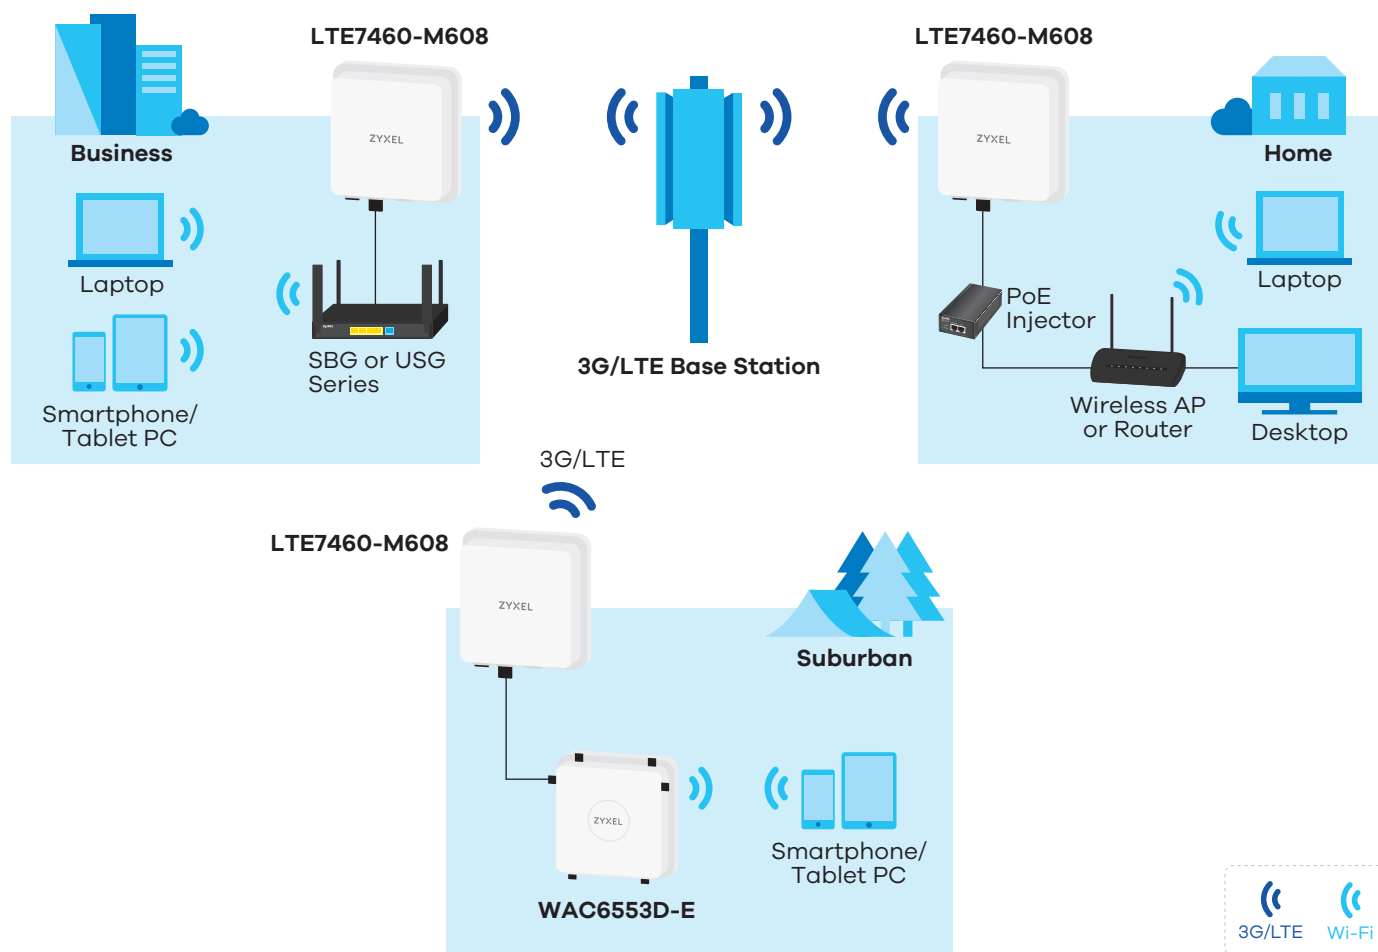 LTE7460-M608
LTE7460-M608
ZYXEL
ZYXEL
Business
Home
Laptop
Laptop
PoE
Injector
SBG or USG
Series
3G/LTE Base Station
Smartphone/
Tablet PC
Wireless AP
or Router
Desktop
3G/LTE
LTE7460-M608
ZYXEL
Suburban
ZYXEL
Smartphone/
Tablet PC
WAC6553D-E
3G/LTE
Wi-Fi